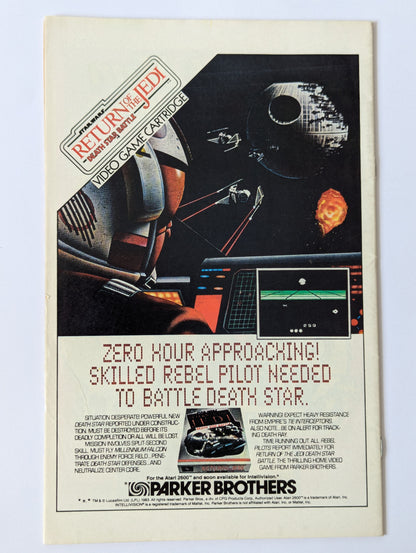 STAR WARS
RETURN OF THE
JEDI
DEATH STAR BATTLE
VIDEO GAME CARTRIDGE
ZERO HOUR APPROACHING!
SKILLED REBEL PILOT NEEDED
TO BATTLE DEATH STAR.
SITUATION DESPERATE: POWERFUL NEW
DEATH STAR REPORTED UNDER CONSTRUC-
TION. MUST BE DESTROYED BEFORE ITS
DEADLY COMPLETION OR ALL WILL BE LOST.
MISSION INVOLVES SPLIT SECOND
SKILL. MUST FLY MILLENNIUM FALCON
THROUGH ENEMY FORCE FIELD...PENE-
TRATE DEATH STAR DEFENSES...AND
NEUTRALIZE CENTER CORE.
WARNING! EXPECT HEAVY RESISTANCE
FROM EMPIRE'S TIE INTERCEPTORS.
ALSO NOTE...BE ON ALERT FOR TRACK-
ING DEATH RAY.
TIME RUNNING OUT. ALL REBEL
PILOTS REPORT IMMEDIATELY FOR
RETURN OF THE JEDI DEATH STAR
BATTLE, THE THRILLING HOME VIDEO
GAME FROM PARKER BROTHERS.
For the Atari 2600™ and soon available for Intellivision.®
PARKER BROTHERS